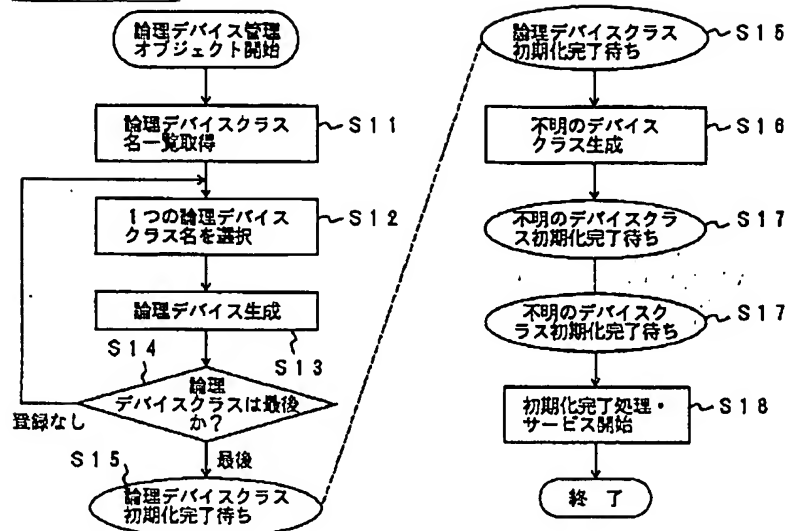 論理デバイス管理
オブジェクト開始
論理デバイスクラス
名一覧取得
S11
1つの論理デバイス
クラス名を選択
S12
論理デバイス生成
S13
S14
論理
デバイスクラスは最後
か?
登録なし
最後
S15
論理デバイスクラス
初期化完了待ち
論理デバイスクラス
初期化完了待ち
S15
不明のデバイス
クラス生成
S16
不明のデバイスクラ
ス初期化完了待ち
S17
不明のデバイスク
ラス初期化完了待ち
S17
初期化完了処理・
サービス開始
S18
終了